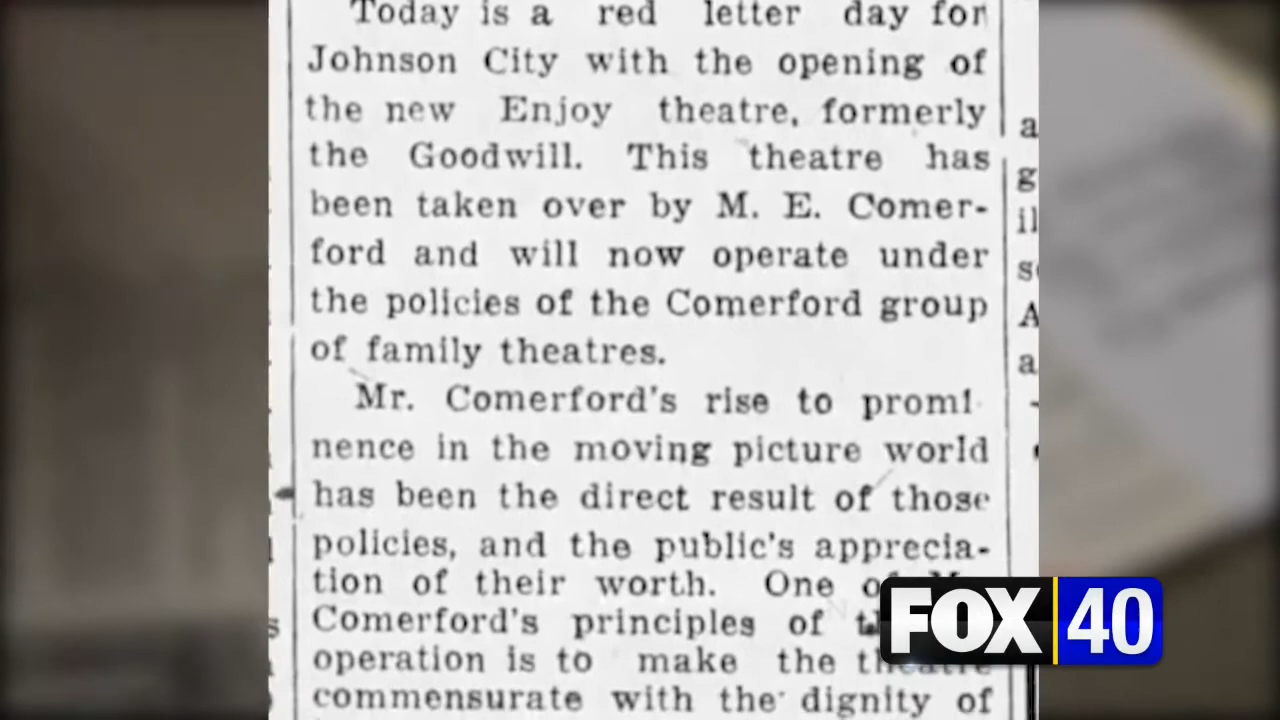 Today is a red letter day for
Johnson City with the opening of
the new Enjoy theatre, formerly
the Goodwill. This theatre has
been taken over by M. E. Comer-
ford and will now operate under
the policies of the Comerford group
of family theatres.
Mr. Comerford's rise to promi
nence in the moving picture world
has been the direct result of those
policies, and the public's apprecia-
tion of their worth. One of
Comerford's principles of
operation is to make the theatre
commensurate with the dignity of
FOX 40